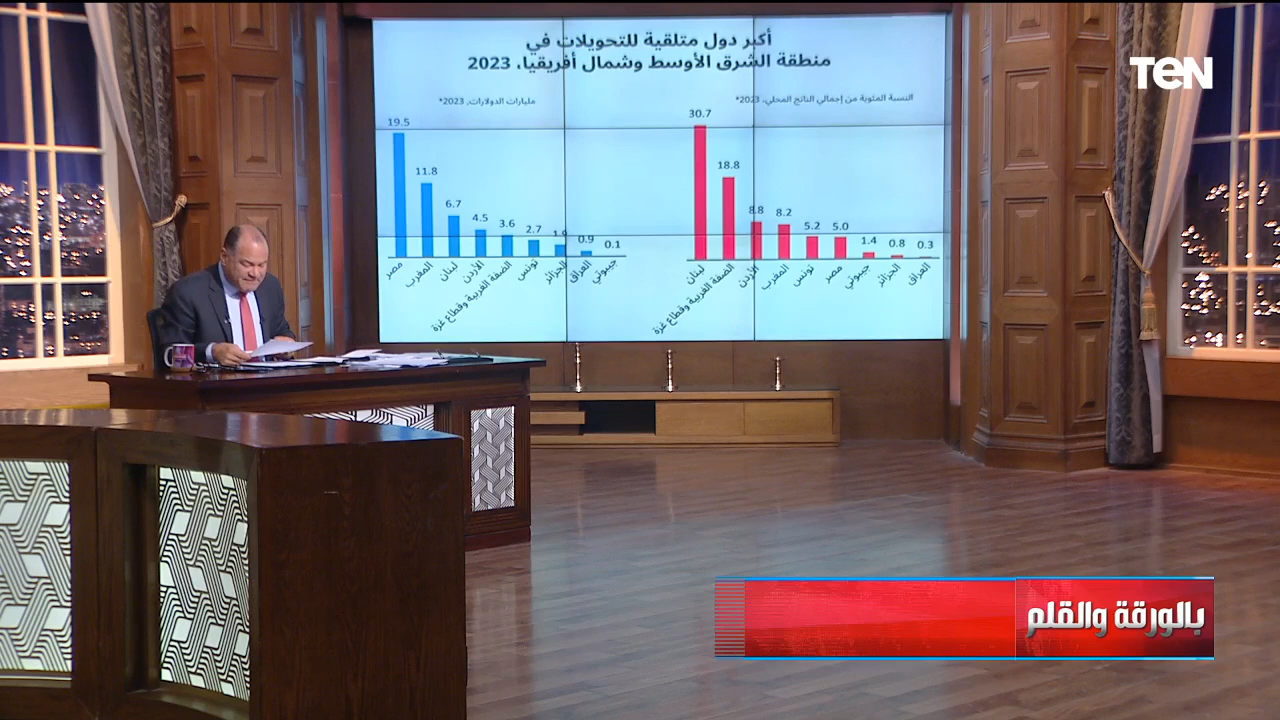 أكبر دول متلقية للتحويلات في
منطقة الشرق الأوسط وشمال أفريقيا، 2023
النسبة المئوية من إجمالي الناتج المحلي، 2023*
30.7
18.8
8.8
8.2
5.2
5.0
1.4
0.8
0.3
لبنان
الضفة الغربية وقطاع غزة
الأردن
المغرب
تونس
مصر
جيبوتي
الجزائر
العراق
مليارات الدولارات، 2023*
19.5
11.8
6.7
4.5
3.6
2.7
1.9
0.9
0.1
مصر
المغرب
لبنان
الأردن
الضفة الغربية وقطاع غزة
تونس
الجزائر
العراق
جيبوتي
TEN
بالورقة والقلم